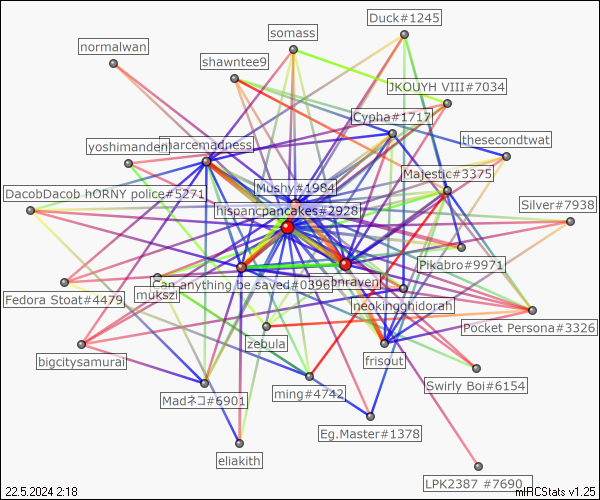 Duck#1245
somass
normalwan
shawntee9
JKOUYH VIII#7034
Cypha#1717
yoshimanden
marcemadness
thesecondtwat
Majestic#3375
Mushy#1984
DacobDacob hORNY police#5271
hispancpancakes#2928
Silver#7938
Pikabro#9971
Can anything be saved#0396
onraven
mukszi
Fedora Stoat#4479
neokingghidorah
Pocket Persona#3326
zebula
bigcitysamurai
frisout
Swirly Boi#6154
Madネコ#6901
ming#4742
Eg.Master#1378
eliakith
LPK2387 #7690
22.5.2024 2:18
mIRCStats v1.25